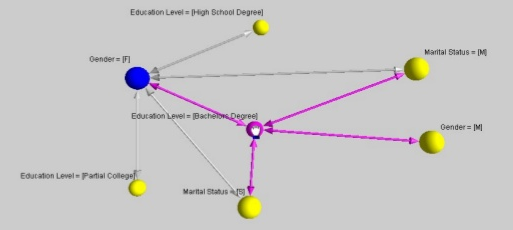 Education Level = [High School Degree]
Marital Status = [M]
Gender = [F]
Education Level = [Bachelors Degree]
Gender = [M]
Education Level = [Partial College]
Marital Status = [S]